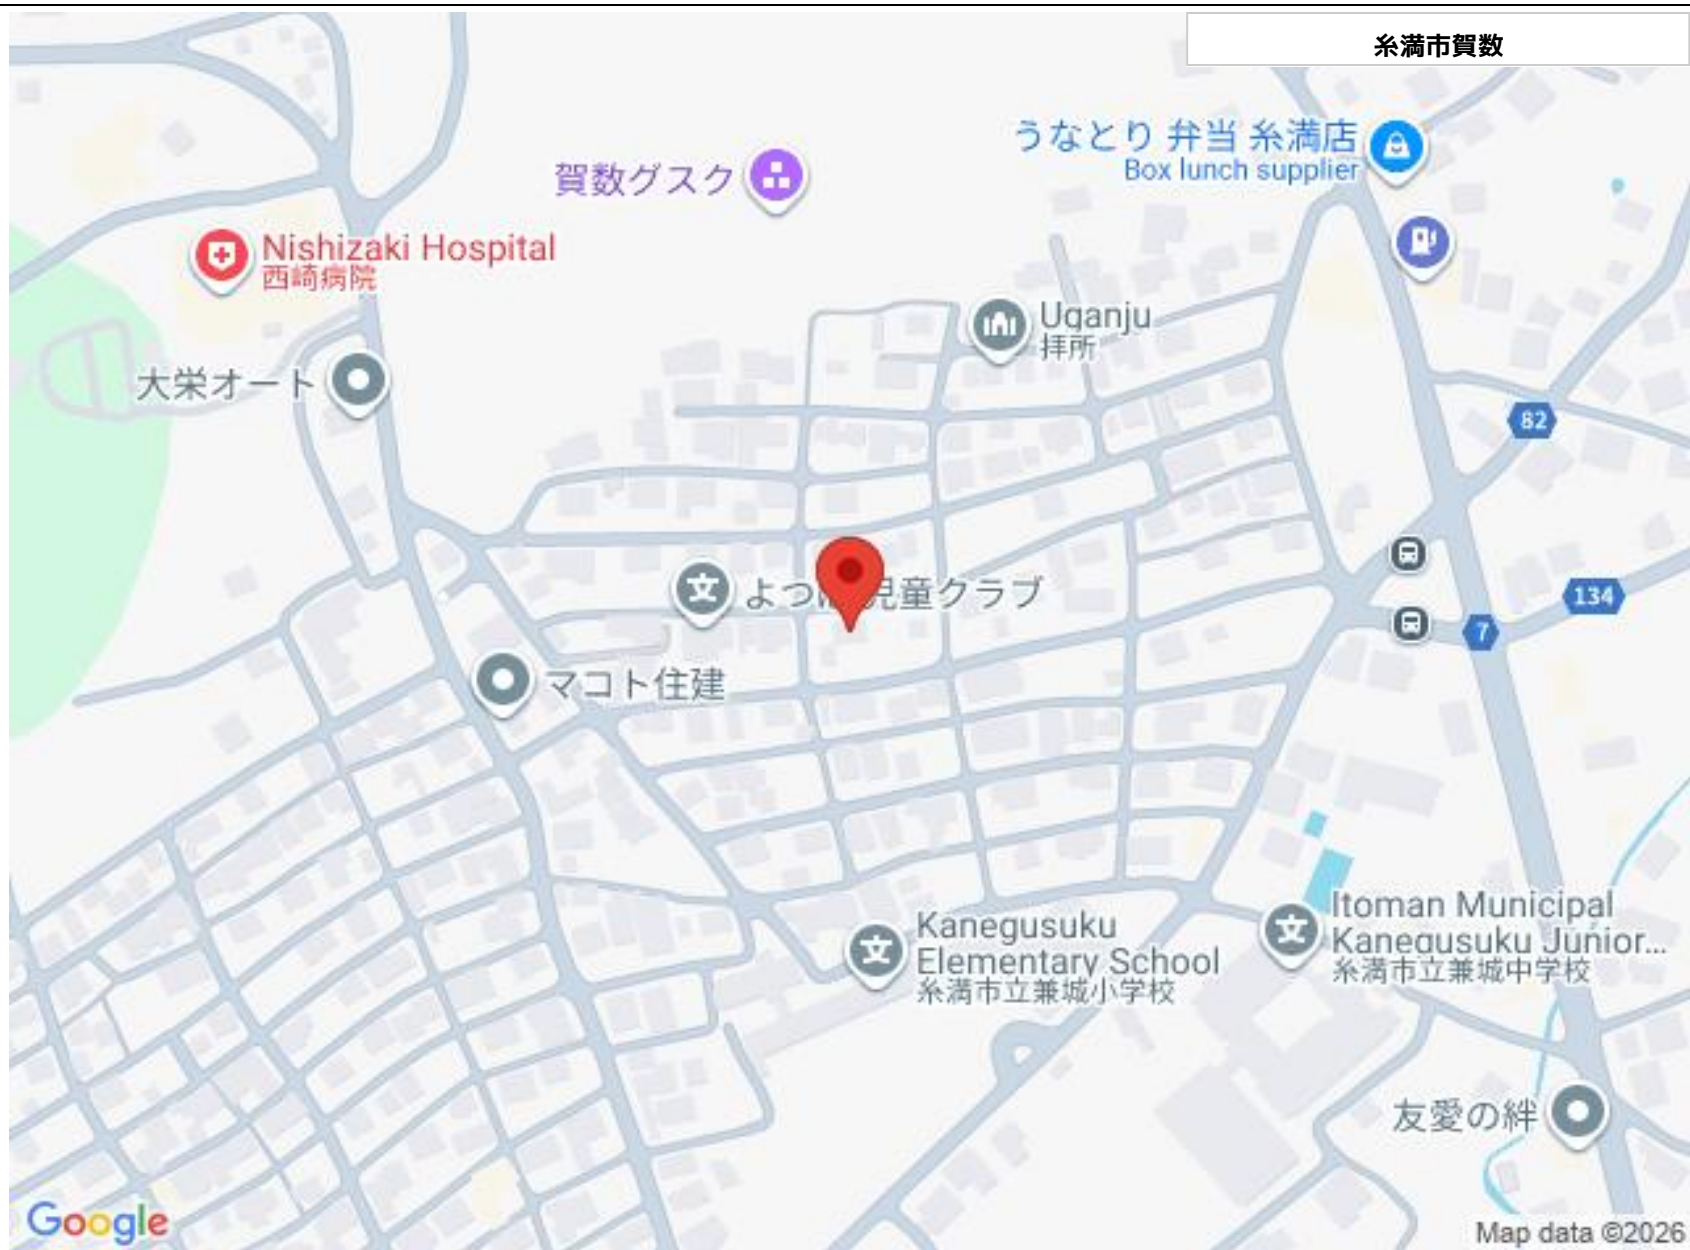 糸満市賀数
うなとり 弁当 糸満店
Box lunch supplier
賀数グスク
Nishizaki Hospital
西崎病院
Uganju
拝所
大栄オート
82
よつ
児童クラブ
134
7
マコト住建
Kanegusuku
Elementary School
糸満市立兼城小学校
Itoman Municipal
Kanegusuku Junior...
糸満市立兼城中学校
友愛の絆
Google
Map data ©2026